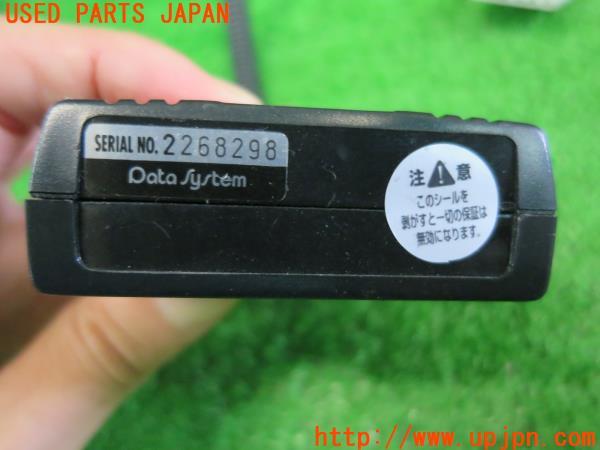 USED PARTS JAPAN
SERIAL NO. 2268298
Data System
注 意
このシールを
剥がすと一切の保証は
無効になります。
http://www.upjpn.com